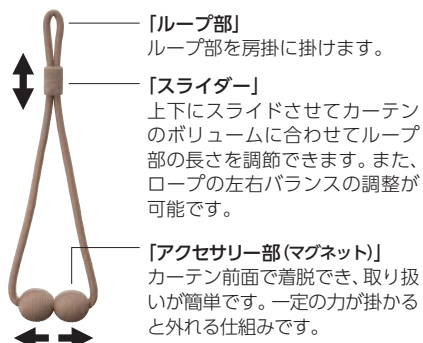 「ループ部」
ループ部を房掛に掛けます。
「スライダー」
上下にスライドさせてカーテン
のボリュームに合わせてループ
部の長さを調節できます。また、
ロープの左右バランスの調整が
可能です。
「アクセサリー部(マグネット)」
カーテン前面で着脱でき、取り扱
いが簡単です。一定の力が掛かる
と外れる仕組みです。